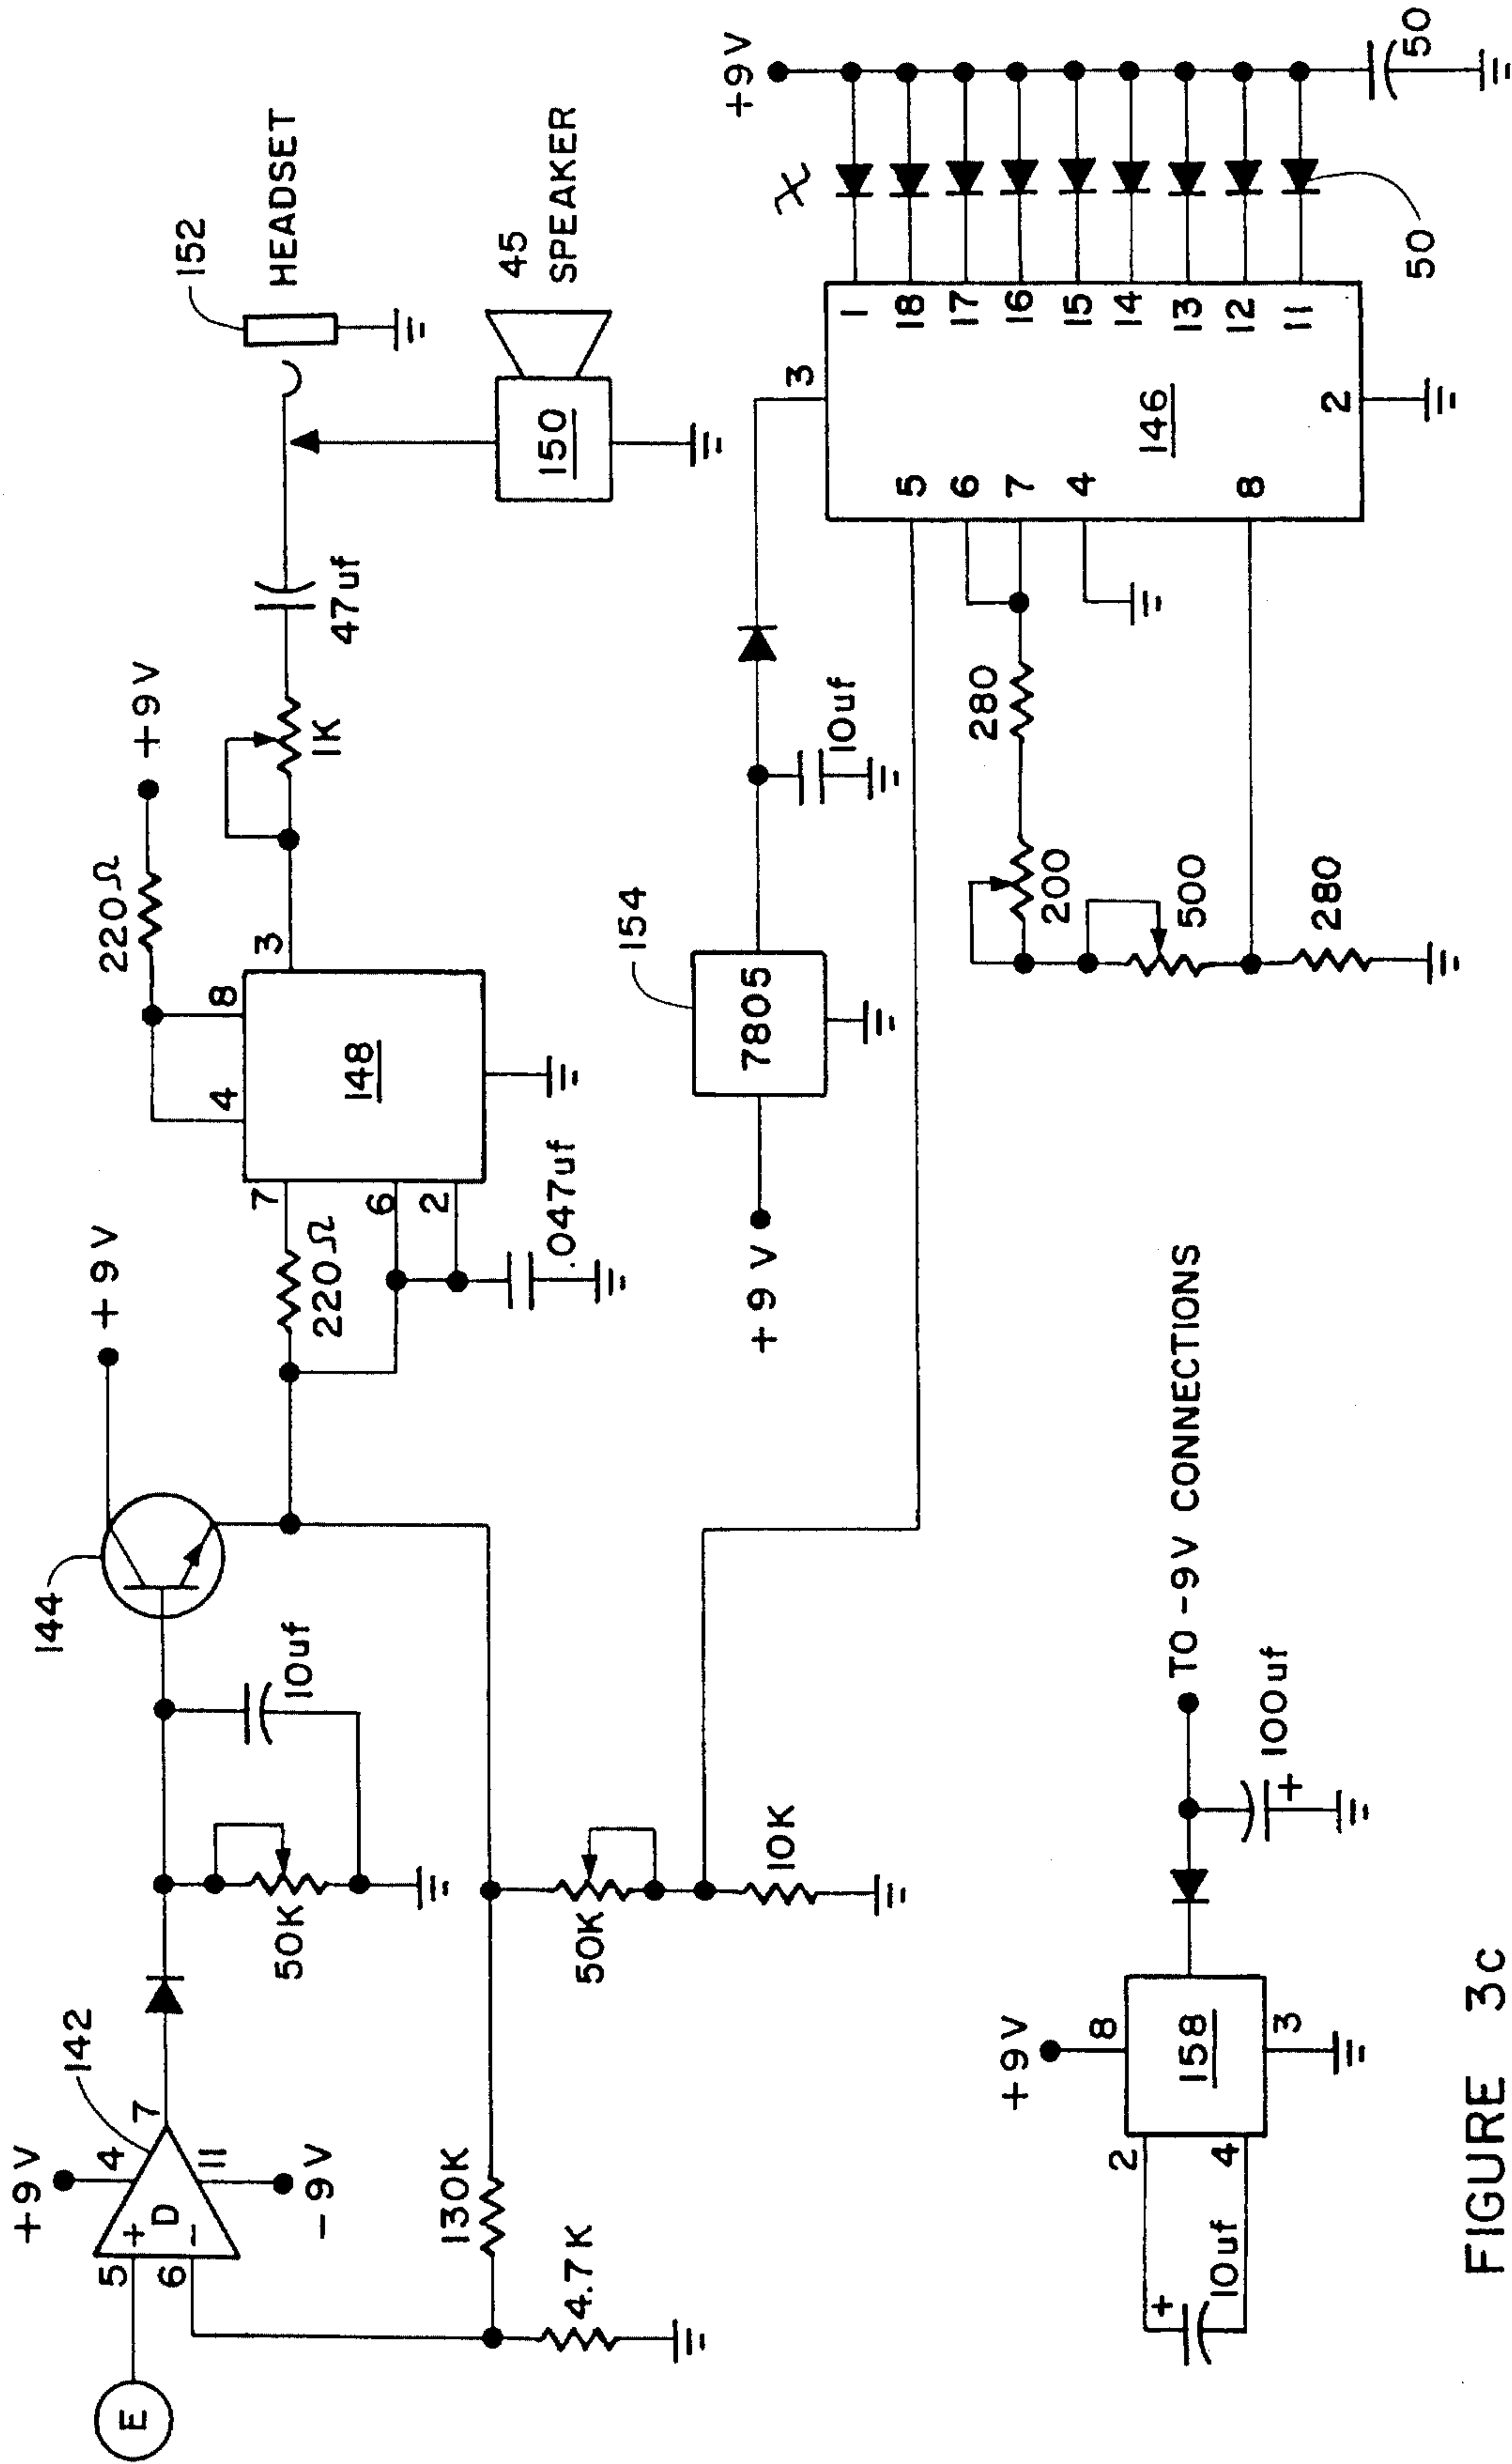 +9V
144
+9V
220Ω
+9V
152
HEADSET
142
4
7
5
+
D
−
6
11
−9V
E
10uf
50K
7
220Ω
6
2
.047uf
4
8
148
3
1K
47uf
150
45
SPEAKER
130K
4.7K
50K
10K
154
+9V
7805
10uf
3
+9V
5
6
7
4
8
146
2
1
18
17
16
15
14
13
12
11
50
50
280
200
500
280
+9V
8
2
158
4
3
+
10uf
TO -9V CONNECTIONS
100uf
+
FIGURE 3c